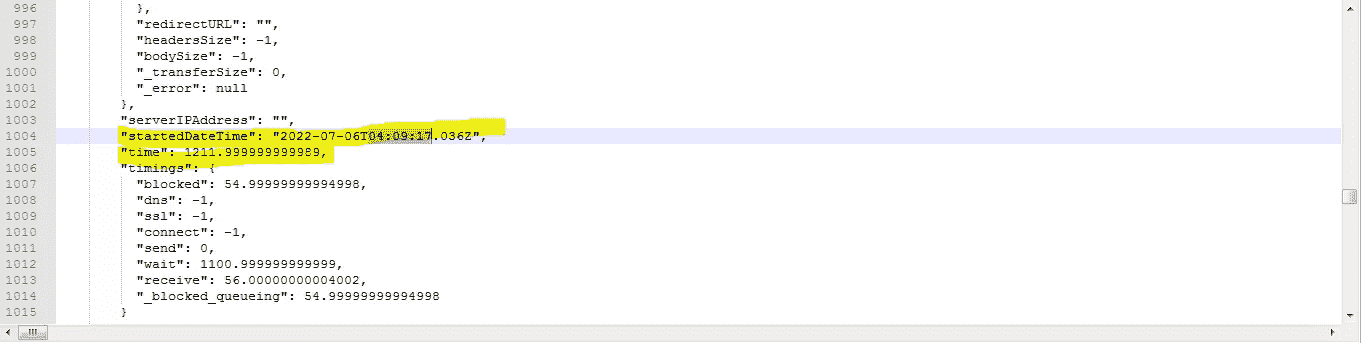 996 },
997 "redirectURL": "",
998 "headersSize": -1,
999 "bodySize": -1,
1000 "_transferSize": 0,
1001 "_error": null
1002 },
1003 "serverIPAddress": "",
1004 "startedDateTime": "2022-07-06T04:09:17.036Z",
1005 "time": 1211.999999999989,
1006 "timings": {
1007 "blocked": 54.99999999994998,
1008 "dns": -1,
1009 "ssl": -1,
1010 "connect": -1,
1011 "send": 0,
1012 "wait": 1100.999999999999,
1013 "receive": 56.00000000004002,
1014 "_blocked_queueing": 54.99999999994998
1015 }